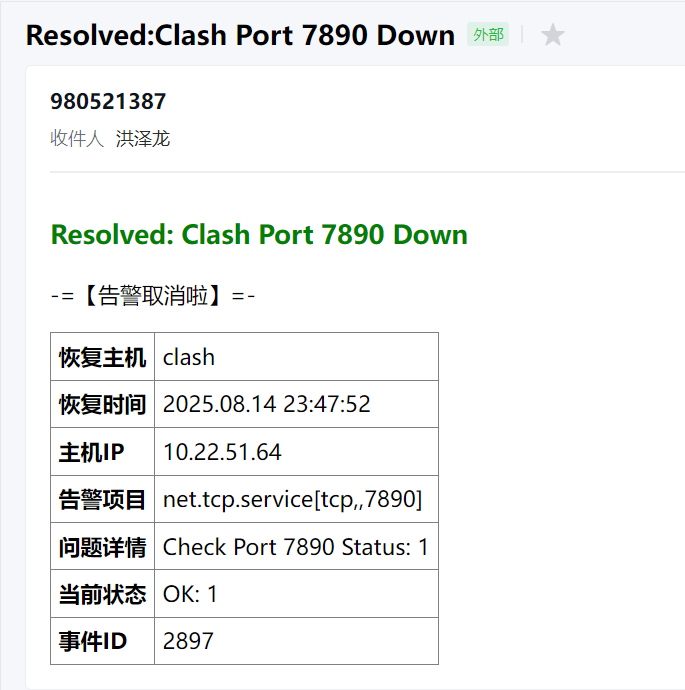 Resolved:Clash Port 7890 Down 外部
980521387
收件人 洪泽龙
Resolved: Clash Port 7890 Down
-=【告警取消啦】=-
恢复主机 clash
恢复时间 2025.08.14 23:47:52
主机IP 10.22.51.64
告警项目 net.tcp.service[tcp,,7890]
问题详情 Check Port 7890 Status: 1
当前状态 OK: 1
事件ID 2897